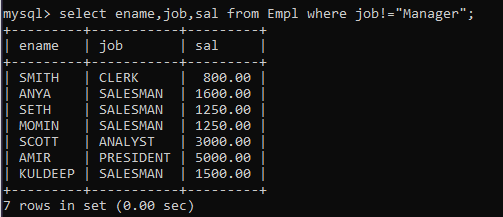 mysql> select ename,job,sal from Empl where job!="Manager";
+---------+-----------+---------+
| ename   | job       | sal     |
+---------+-----------+---------+
| SMITH   | CLERK     |  800.00 |
| ANYA    | SALESMAN  | 1600.00 |
| SETH    | SALESMAN  | 1250.00 |
| MOMIN   | SALESMAN  | 1250.00 |
| SCOTT   | ANALYST   | 3000.00 |
| AMIR    | PRESIDENT | 5000.00 |
| KULDEEP | SALESMAN  | 1500.00 |
+---------+-----------+---------+
7 rows in set (0.00 sec)